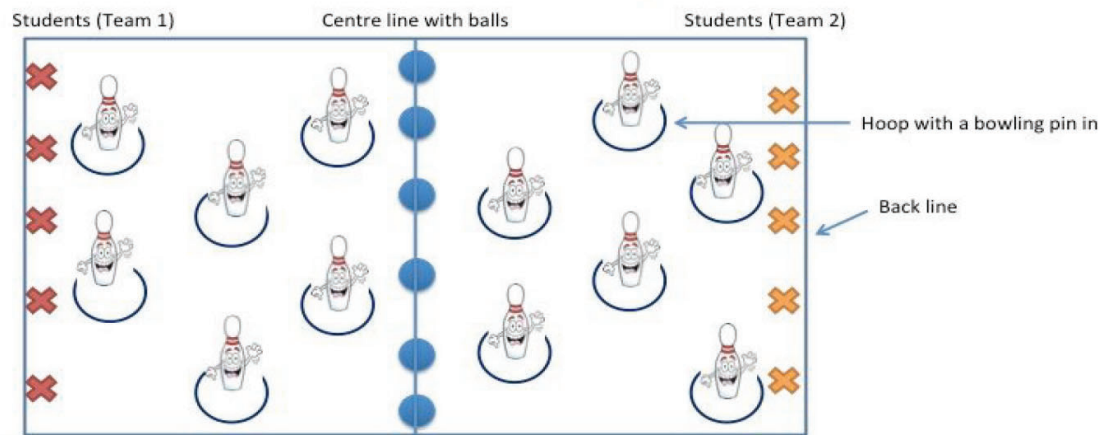 Students (Team 1)
Centre line with balls
Students (Team 2)
Hoop with a bowling pin in
Back line